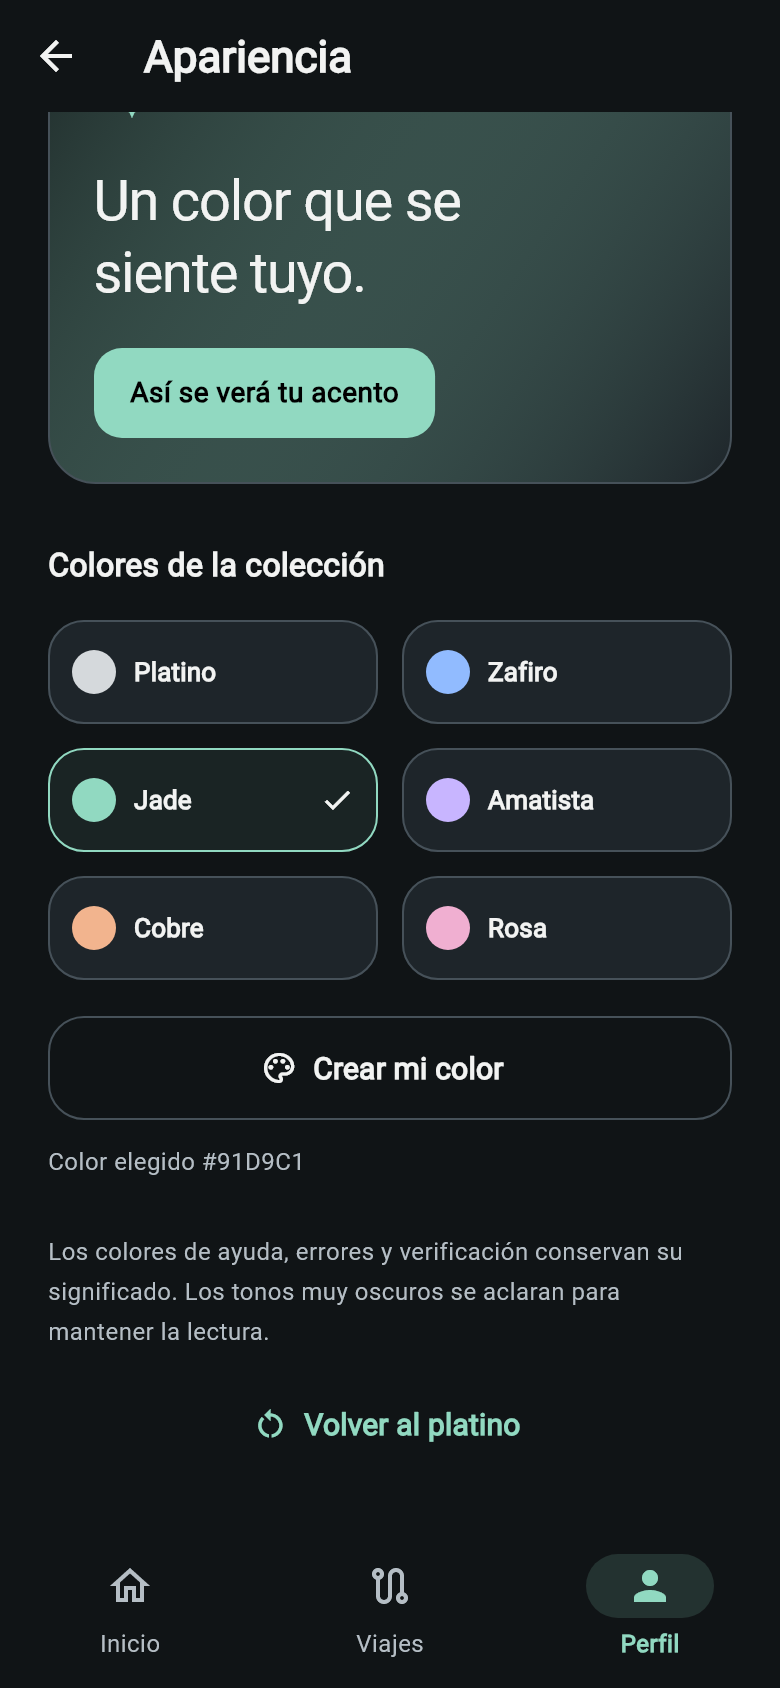 Apariencia
Un color que se
siente tuyo.
Así se verá tu acento
Colores de la colección
Platino
Zafiro
Jade
Amatista
Cobre
Rosa
Crear mi color
Color elegido #91D9C1
Los colores de ayuda, errores y verificación conservan su
significado. Los tonos muy oscuros se aclaran para
mantener la lectura.
Volver al platino
Inicio
Viajes
Perfil